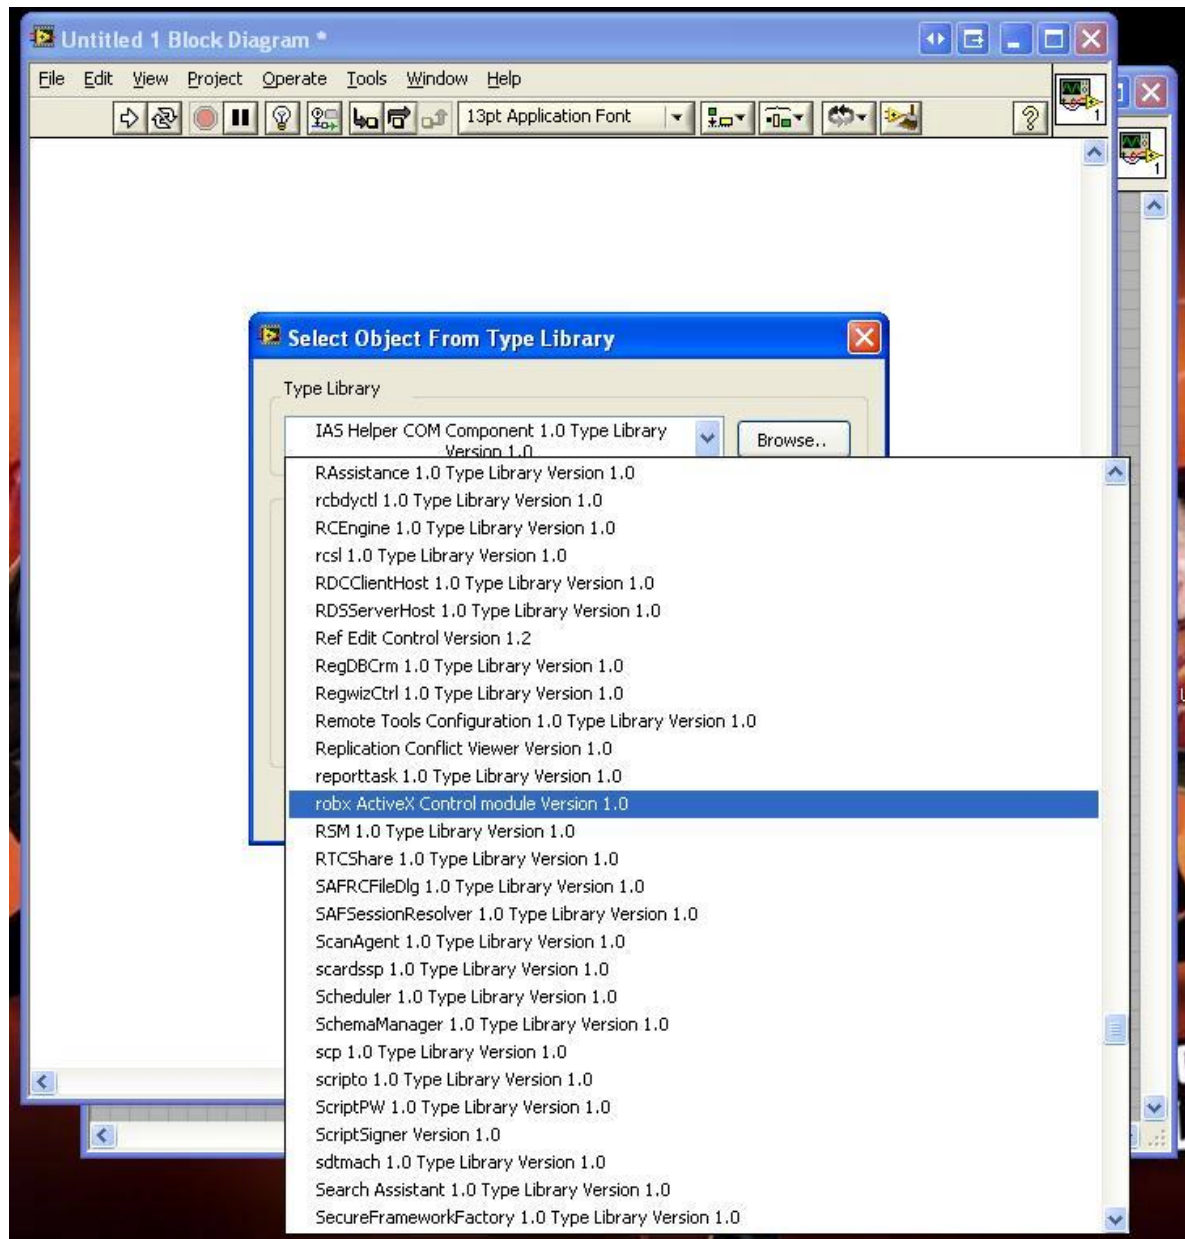 Untitled 1 Block Diagram *
File Edit View Project Operate Tools Window Help
13pt Application Font
1
1
Select Object From Type Library
Type Library
IAS Helper COM Component 1.0 Type Library
Version 1.0
Browse..
RAssistance 1.0 Type Library Version 1.0
rcbdyctl 1.0 Type Library Version 1.0
RCEngine 1.0 Type Library Version 1.0
rcsl 1.0 Type Library Version 1.0
RDCClientHost 1.0 Type Library Version 1.0
RDSServerHost 1.0 Type Library Version 1.0
Ref Edit Control Version 1.2
RegDBCrm 1.0 Type Library Version 1.0
RegwizCtrl 1.0 Type Library Version 1.0
Remote Tools Configuration 1.0 Type Library Version 1.0
Replication Conflict Viewer Version 1.0
reporttask 1.0 Type Library Version 1.0
robx ActiveX Control module Version 1.0
RSM 1.0 Type Library Version 1.0
RTCShare 1.0 Type Library Version 1.0
SAFRCFileDlg 1.0 Type Library Version 1.0
SAFSessionResolver 1.0 Type Library Version 1.0
ScanAgent 1.0 Type Library Version 1.0
scardssp 1.0 Type Library Version 1.0
Scheduler 1.0 Type Library Version 1.0
SchemaManager 1.0 Type Library Version 1.0
scp 1.0 Type Library Version 1.0
scripto 1.0 Type Library Version 1.0
ScriptPW 1.0 Type Library Version 1.0
ScriptSigner Version 1.0
sdtmach 1.0 Type Library Version 1.0
Search Assistant 1.0 Type Library Version 1.0
SecureFrameworkFactory 1.0 Type Library Version 1.0